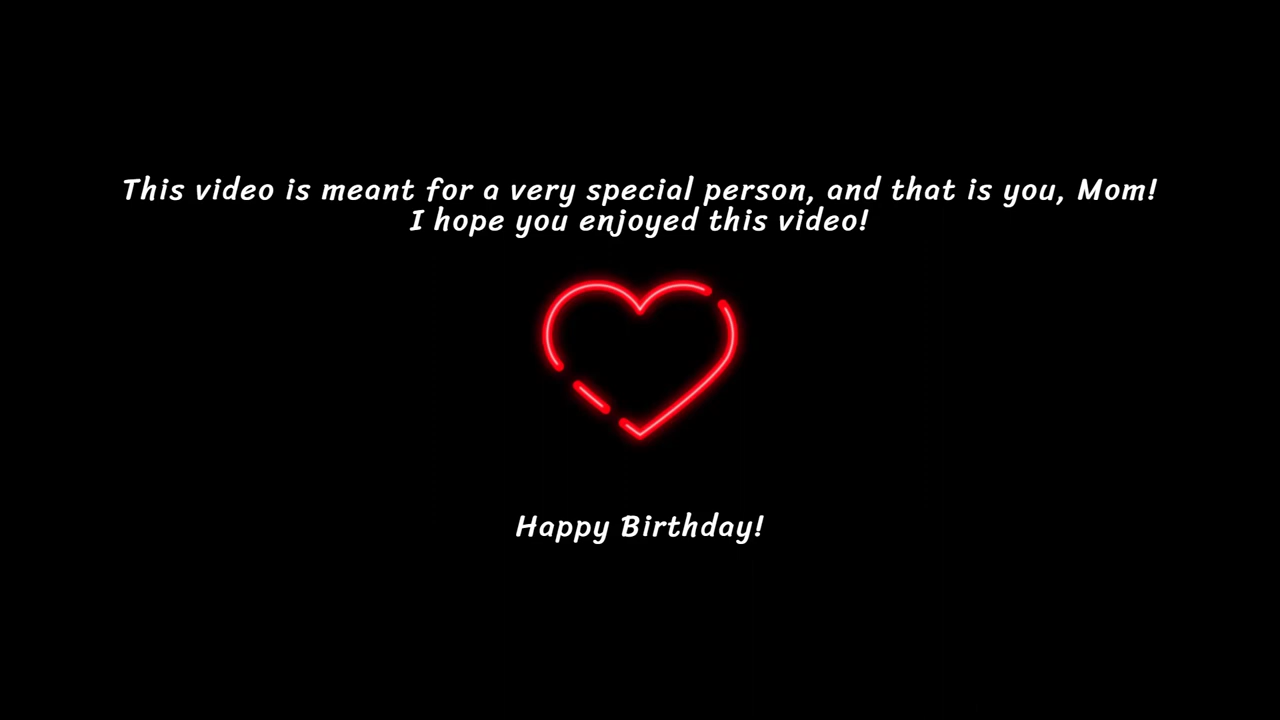 This video is meant for a very special person, and that is you, Mom!
I hope you enjoyed this video!
Happy Birthday!